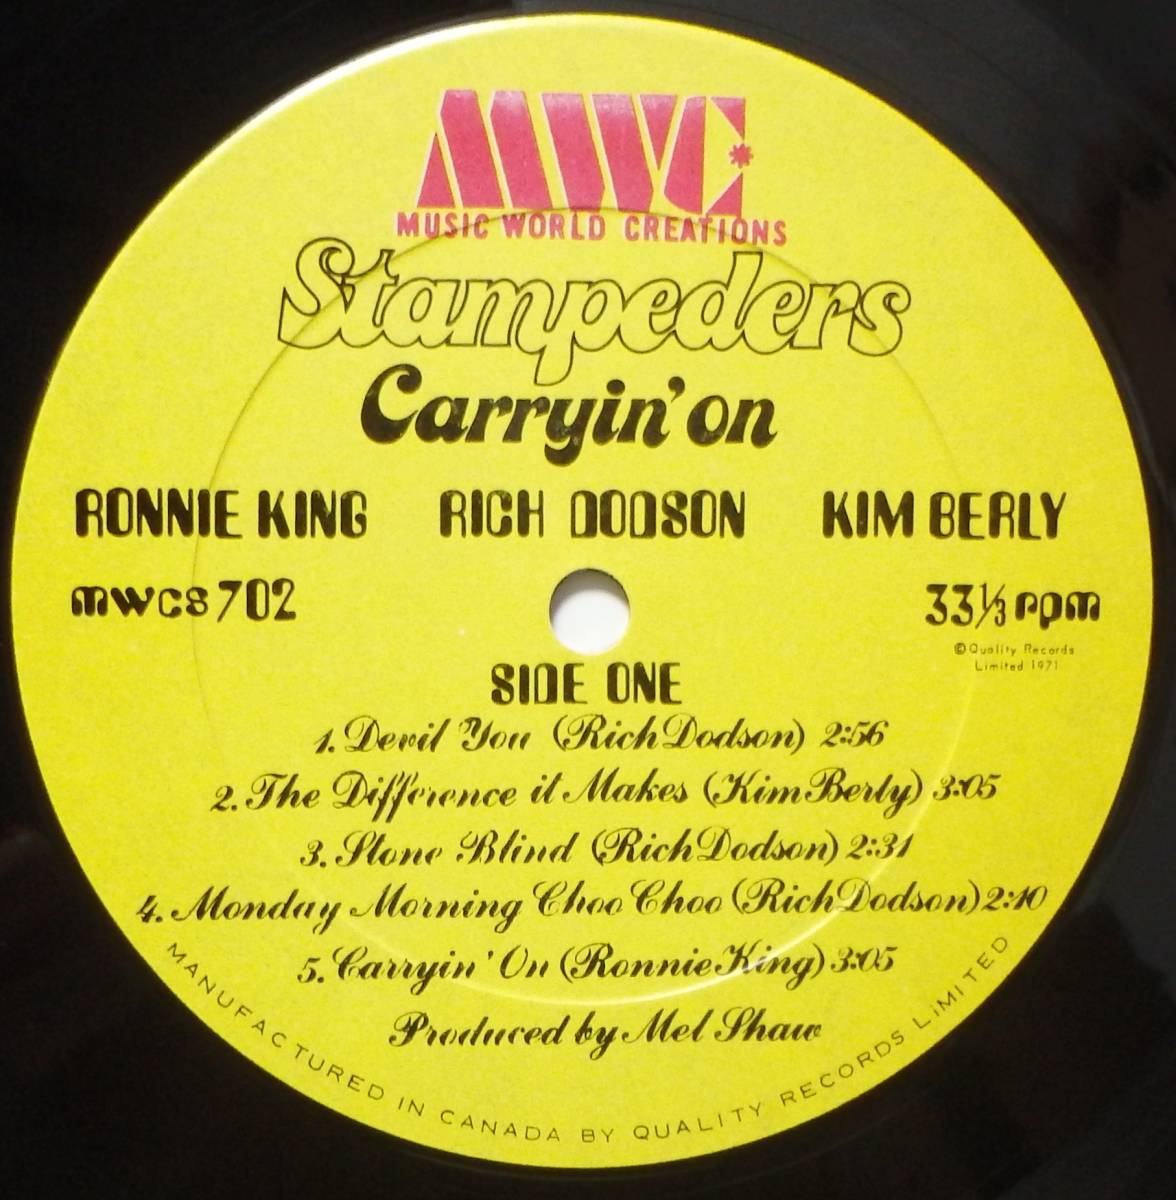 MWC
MUSIC WORLD CREATIONS
Stampeders
Carryin' on
RONNIE KING RICH DODSON KIM BERLY
MWCS 702
33 1/3 rpm
©Quality Records
Limited 1971
SIDE ONE
1. Devil You (Rich Dodson) 2:56
2. The Difference it Makes (Kim Berly) 3:05
3. Stone Blind (Rich Dodson) 2:31
4. Monday Morning Choo Choo (Rich Dodson) 2:10
5. Carryin' On (Ronnie King) 3:05
Produced by Mel Shaw
MANUFACTURED IN CANADA BY QUALITY RECORDS LiMITED